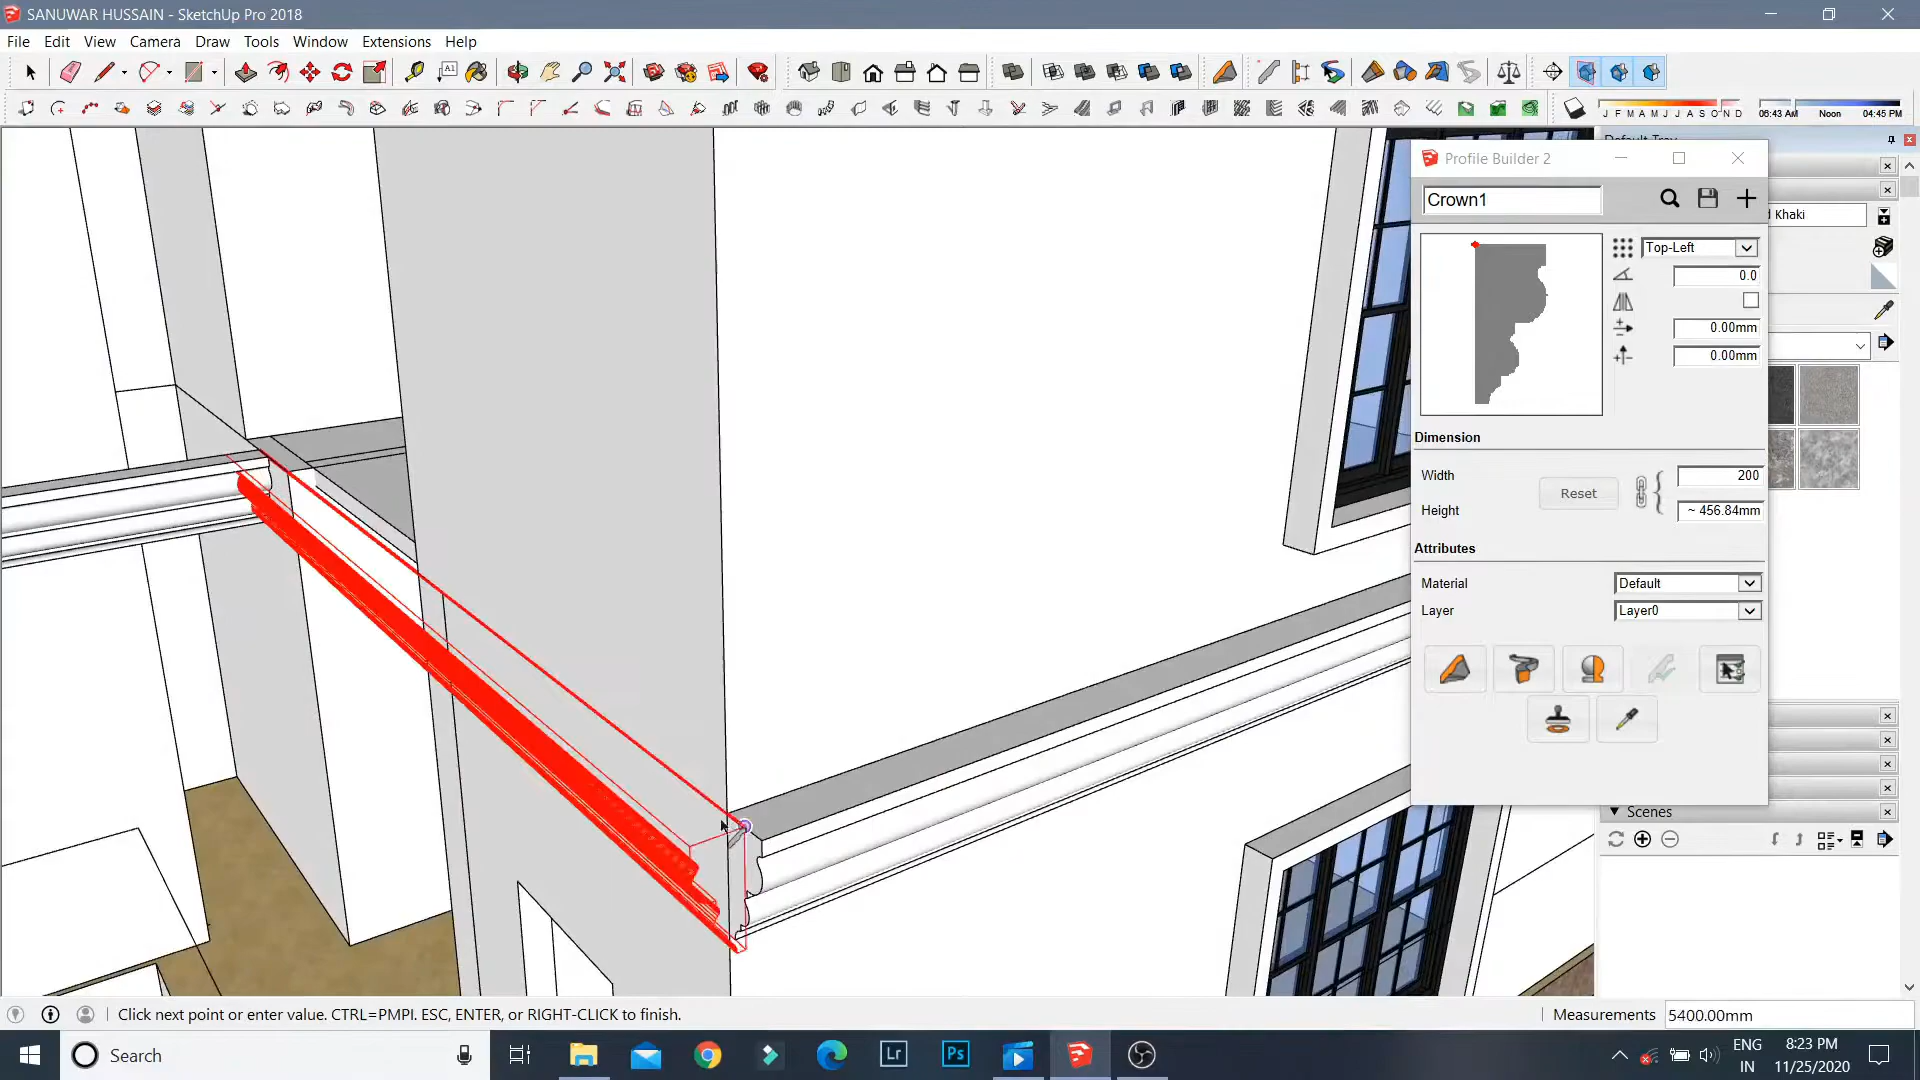 SANUWAR HUSSAIN - SketchUp Pro 2018
File Edit View Camera Draw Tools Window Extensions Help
A1
J F M A M J J A S O N D 06:43 AM Noon 04:45 PM
Profile Builder 2
Crown1
d Khaki
Top-Left
0.0
0.00mm
0.00mm
Dimension
Width 200
Reset
Height ~ 456.84mm
Attributes
Material Default
Layer Layer0
Scenes
Click next point or enter value. CTRL=PMPI. ESC, ENTER, or RIGHT-CLICK to finish.
Measurements 5400.00mm
Search
Lr
Ps
ENG
IN
8:23 PM
11/25/2020